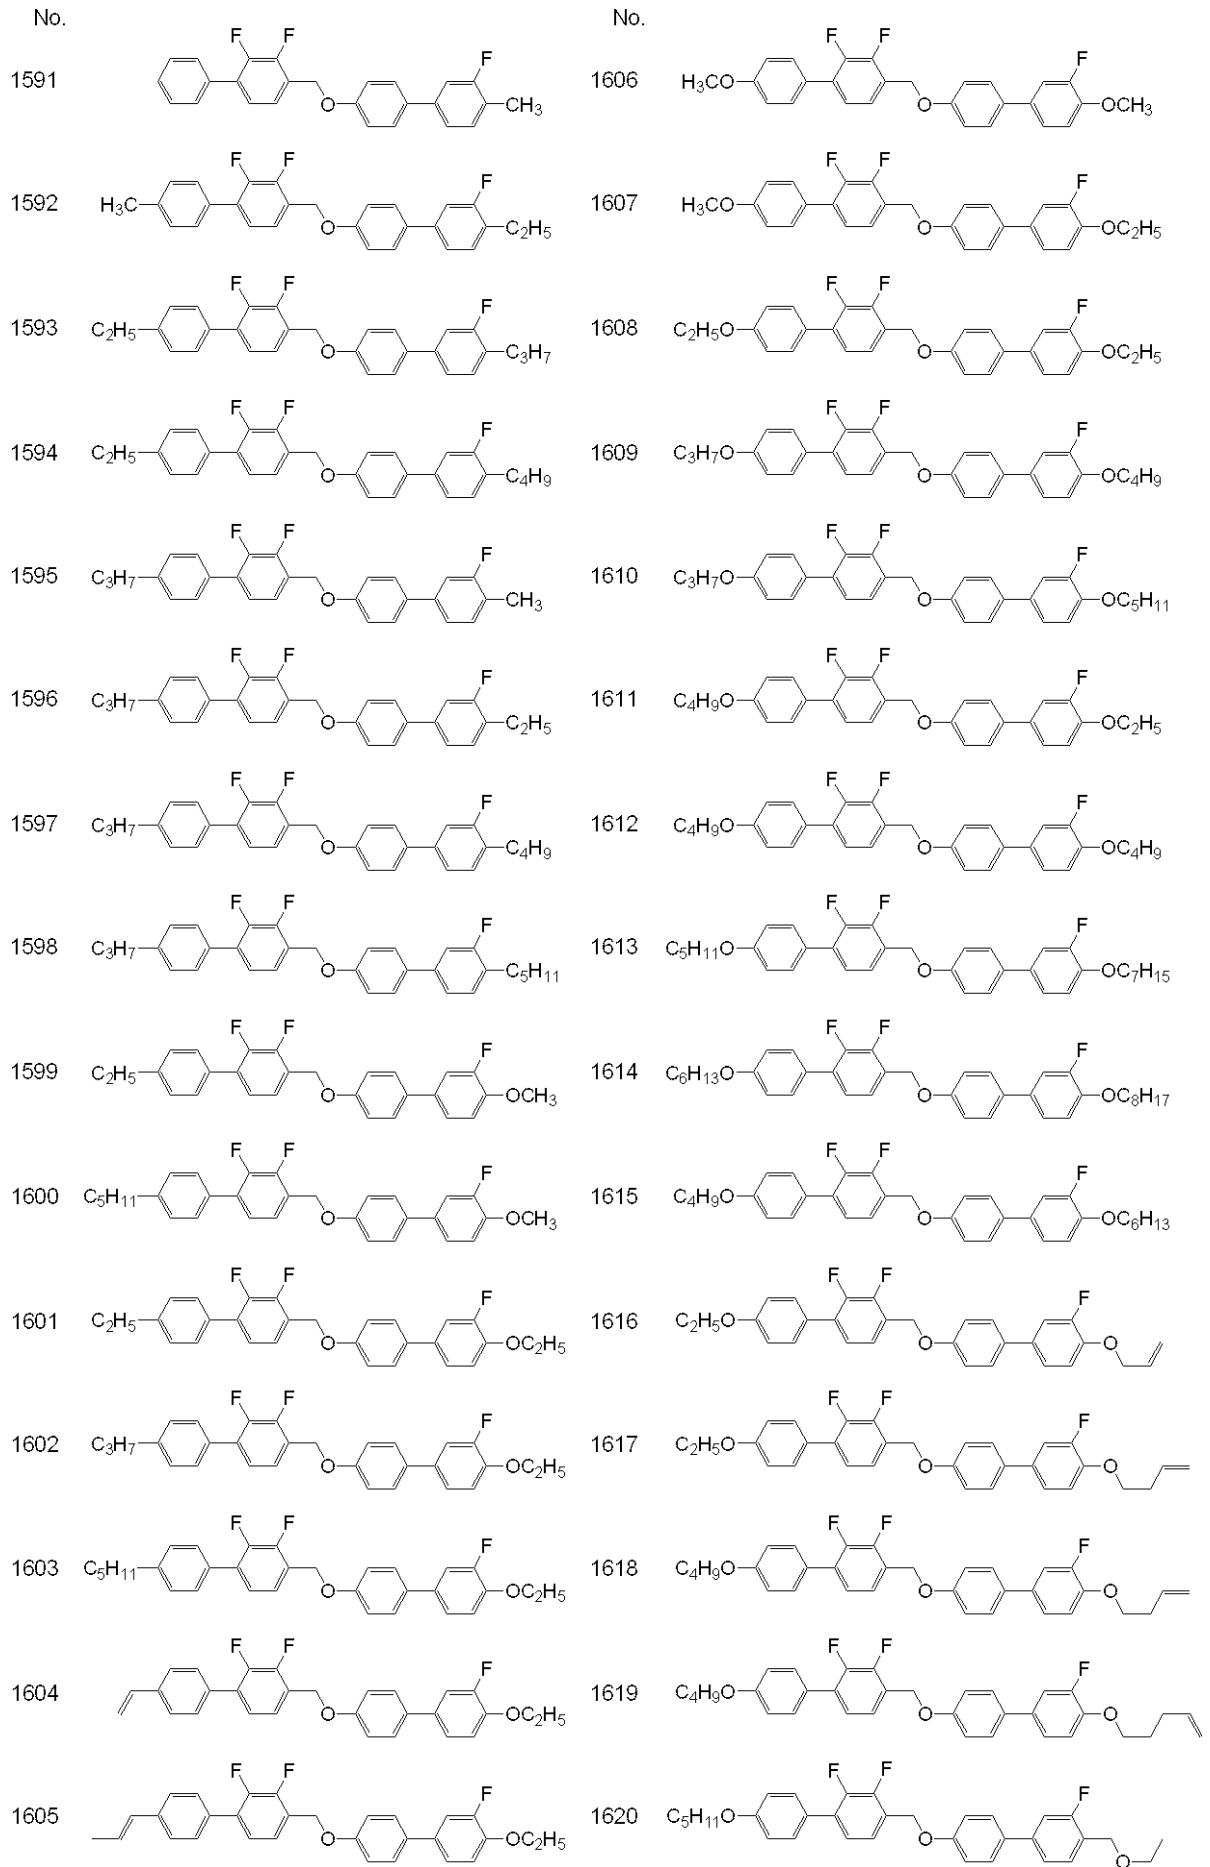 No. No.
F F F F
1591 F 1606 H3CO F
O CH3 O OCH3
F F F F
1592 H3C F 1607 H3CO F
O C2H5 O OC2H5
F F F F
1593 C2H5 F 1608 C2H5O F
O C3H7 O OC2H5
F F F F
1594 C2H5 F 1609 C3H7O F
O C4H9 O OC4H9
F F F F
1595 C3H7 F 1610 C3H7O F
O CH3 O OC5H11
F F F F
1596 C3H7 F 1611 C4H9O F
O C2H5 O OC2H5
F F F F
1597 C3H7 F 1612 C4H9O F
O C4H9 O OC4H9
F F F F
1598 C3H7 F 1613 C5H11O F
O C5H11 O OC7H15
F F F F
1599 C2H5 F 1614 C6H13O F
O OCH3 O OC8H17
F F F F
1600 C5H11 F 1615 C4H9O F
O OCH3 O OC6H13
F F F F
1601 C2H5 F 1616 C2H5O F
O OC2H5 O O
F F F F
1602 C3H7 F 1617 C2H5O F
O OC2H5 O O
F F F F
1603 C5H11 F 1618 C4H9O F
O OC2H5 O O
F F F F
1604 F 1619 C4H9O F
O OC2H5 O O
F F F F
1605 F 1620 C5H11O F
O OC2H5 O O